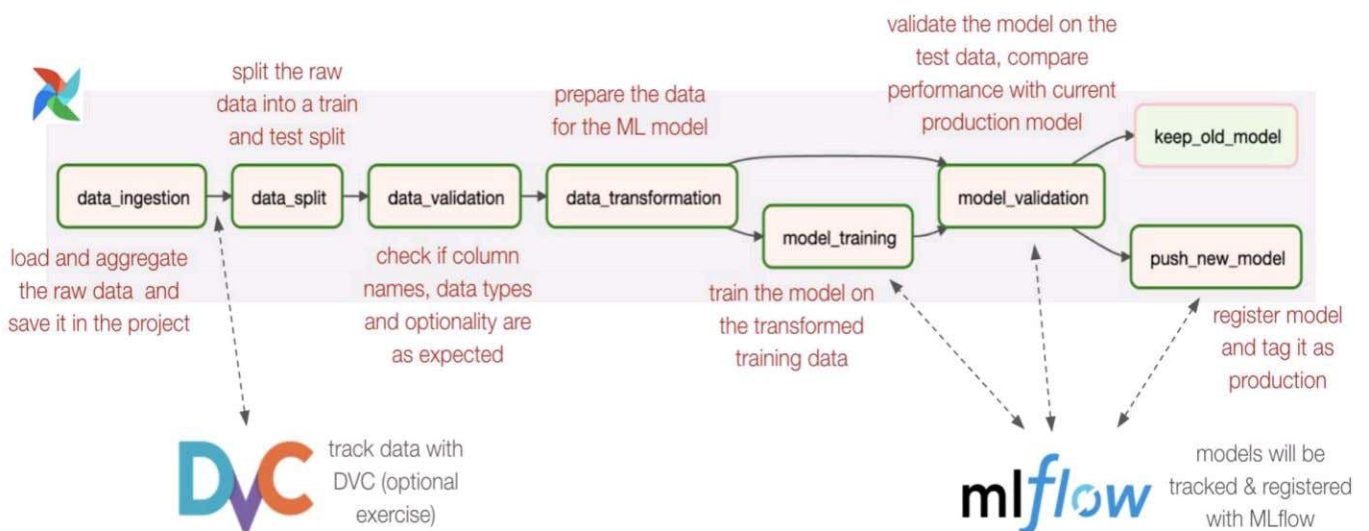 split the raw
data into a train
and test split
prepare the data
for the ML model
validate the model on the
test data, compare
performance with current
production model
keep_old_model
data_ingestion
data_split
data_validation
data_transformation
model_validation
model_training
push_new_model
load and aggregate
the raw data and
save it in the project
check if column
names, data types
and optionality are
as expected
train the model on
the transformed
training data
register model
and tag it as
production
DVC
track data with
DVC (optional
exercise)
mlflow
models will be
tracked & registered
with MLflow